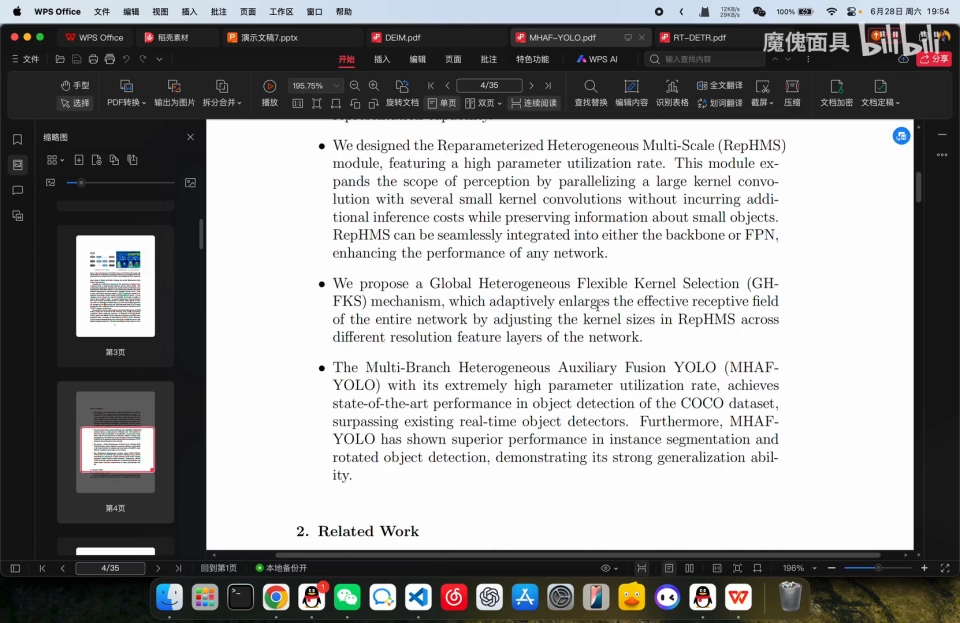 WPS Office 文件 编辑 视图 插入 批注 页面 工作区 窗口 帮助 12KB/s 29KB/s 100% 6月28日 周六 19:54
WPS Office 稻壳素材 演示文稿7.pptx DEIM.pdf MHAF-YOLO.pdf RT-DETR.pdf
魔傀面具 bilibili
文件 开始 插入 编辑 页面 批注 特色功能 WPS AI 输入查找内容 分享
手型 选择 PDF转换 输出为图片 拆分合并 播放 195.75% 旋转文档 4/35 单页 双页 连续阅读 查找替换 编辑内容 识别表格 全文翻译 划词翻译 截屏 压缩 文档加密 文档定稿
缩略图
第3页
第4页
• We designed the Reparameterized Heterogeneous Multi-Scale (RepHMS)
module, featuring a high parameter utilization rate. This module ex-
pands the scope of perception by parallelizing a large kernel convo-
lution with several small kernel convolutions without incurring addi-
tional inference costs while preserving information about small objects.
RepHMS can be seamlessly integrated into either the backbone or FPN,
enhancing the performance of any network.
• We propose a Global Heterogeneous Flexible Kernel Selection (GH-
FKS) mechanism, which adaptively enlarges the effective receptive field
of the entire network by adjusting the kernel sizes in RepHMS across
different resolution feature layers of the network.
• The Multi-Branch Heterogeneous Auxiliary Fusion YOLO (MHAF-
YOLO) with its extremely high parameter utilization rate, achieves
state-of-the-art performance in object detection of the COCO dataset,
surpassing existing real-time object detectors. Furthermore, MHAF-
YOLO has shown superior performance in instance segmentation and
rotated object detection, demonstrating its strong generalization abil-
ity.
2. Related Work
4/35 回到第1页 本地备份开 196%
1